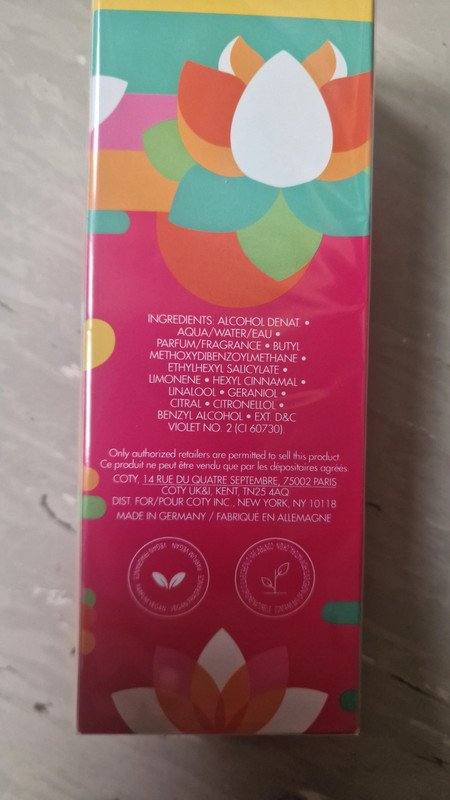 INGREDIENTS: ALCOHOL DENAT. •
AQUA/WATER/EAU •
PARFUM/FRAGRANCE • BUTYL
METHOXYDIBENZOYLMETHANE •
ETHYLHEXYL SALICYLATE •
LIMONENE • HEXYL CINNAMAL •
LINALOOL • GERANIOL •
CITRAL • CITRONELLOL •
BENZYL ALCOHOL • EXT. D&C
VIOLET NO. 2 (CI 60730).
Only authorized retailers are permitted to sell this product.
Ce produit ne peut être vendu que par les dépositaires agréés.
COTY, 14 RUE DU QUATRE SEPTEMBRE, 75002 PARIS
COTY UK&I, KENT, TN25 4AQ
DIST. FOR/POUR COTY INC., NEW YORK, NY 10118
MADE IN GERMANY / FABRIQUÉ EN ALLEMAGNE